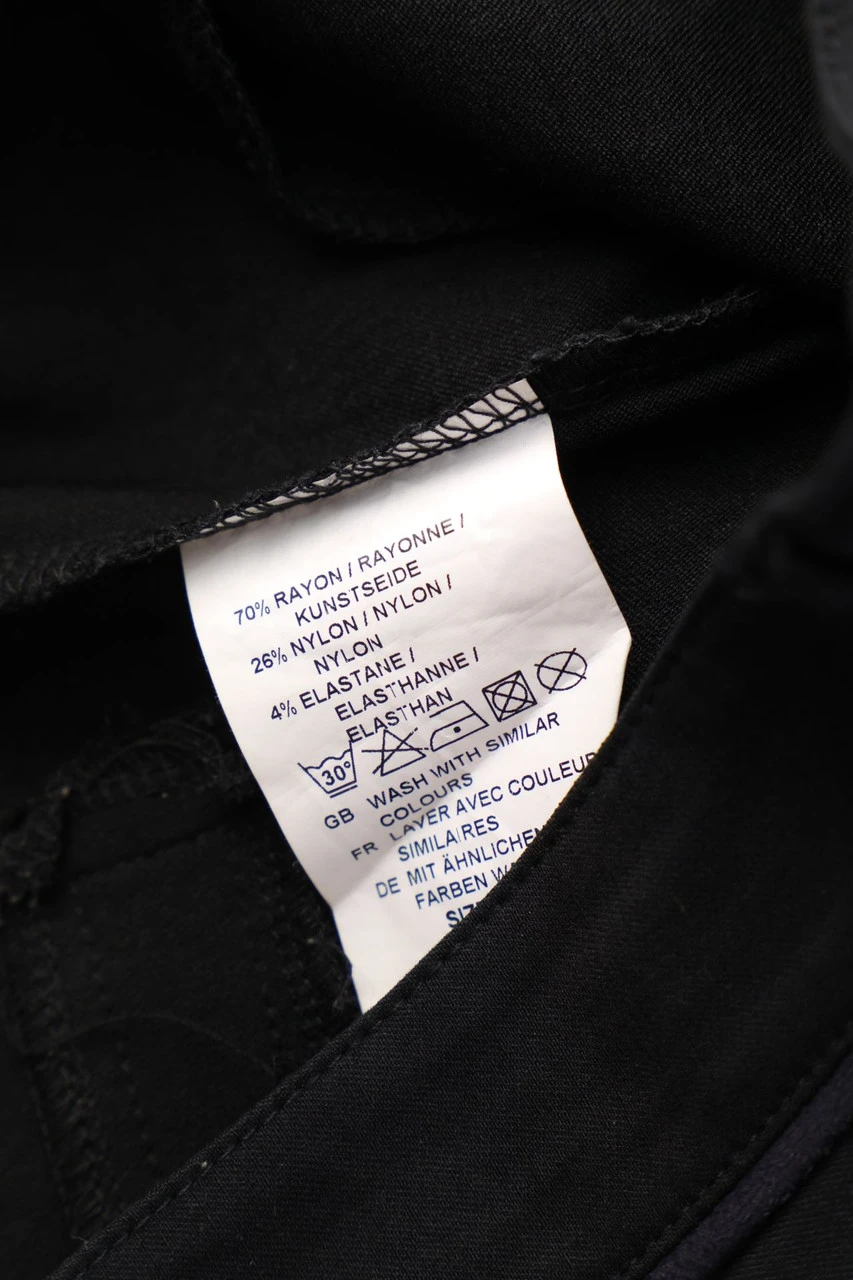 70% RAYON / RAYONNE /
KUNSTSEIDE
26% NYLON / NYLON /
NYLON
4% ELASTANE /
ELASTHANNE /
ELASTHAN
30°
GB WASH WITH SIMILAR
COLOURS
FR LAVER AVEC COULEUR
SIMILAIRES
DE MIT ÄHNLICHEN
FARBEN